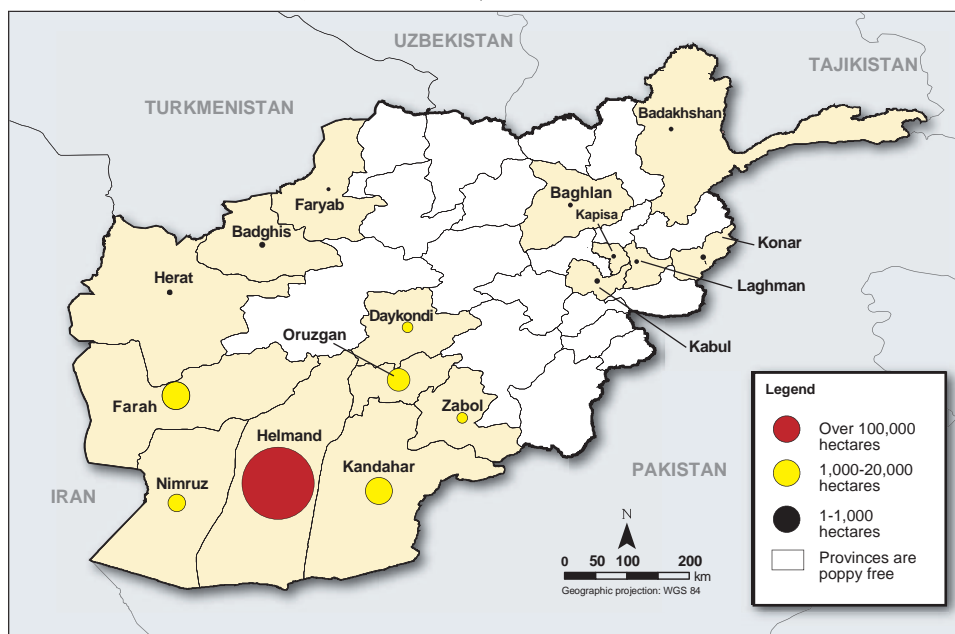 UZBEKISTAN
TAJIKISTAN
TURKMENISTAN
Badakhshan
Baghlan
Faryab
Kapisa
Badghis
Konar
Herat
Laghman
Daykondi
Oruzgan
Kabul
Farah
Zabol
Helmand
Kandahar
Nimruz
IRAN
PAKISTAN
N
0 50 100 200
km
Geographic projection: WGS 84
Legend
Over 100,000
hectares
1,000-20,000
hectares
1-1,000
hectares
Provinces are
poppy free